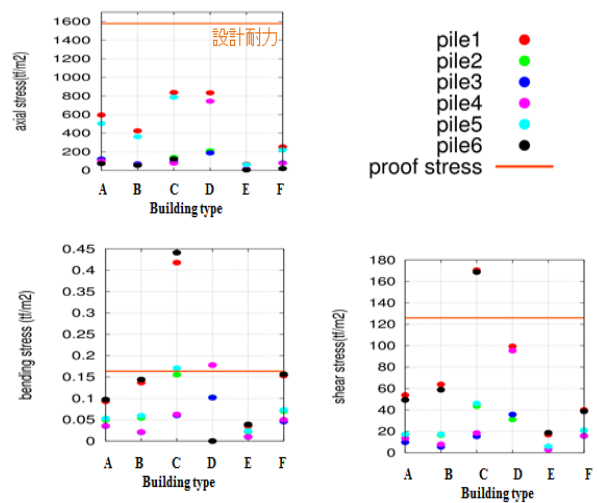 axial stress(tf/m2)
1600
1400
1200
1000
800
600
400
200
0
設計耐力
A B C D E F
Building type
pile1
pile2
pile3
pile4
pile5
pile6
proof stress
bending stress (tf/m2)
0.45
0.4
0.35
0.3
0.25
0.2
0.15
0.1
0.05
0
A B C D E F
Building type
shear stress(tf/m2)
180
160
140
120
100
80
60
40
20
0
A B C D E F
Building type